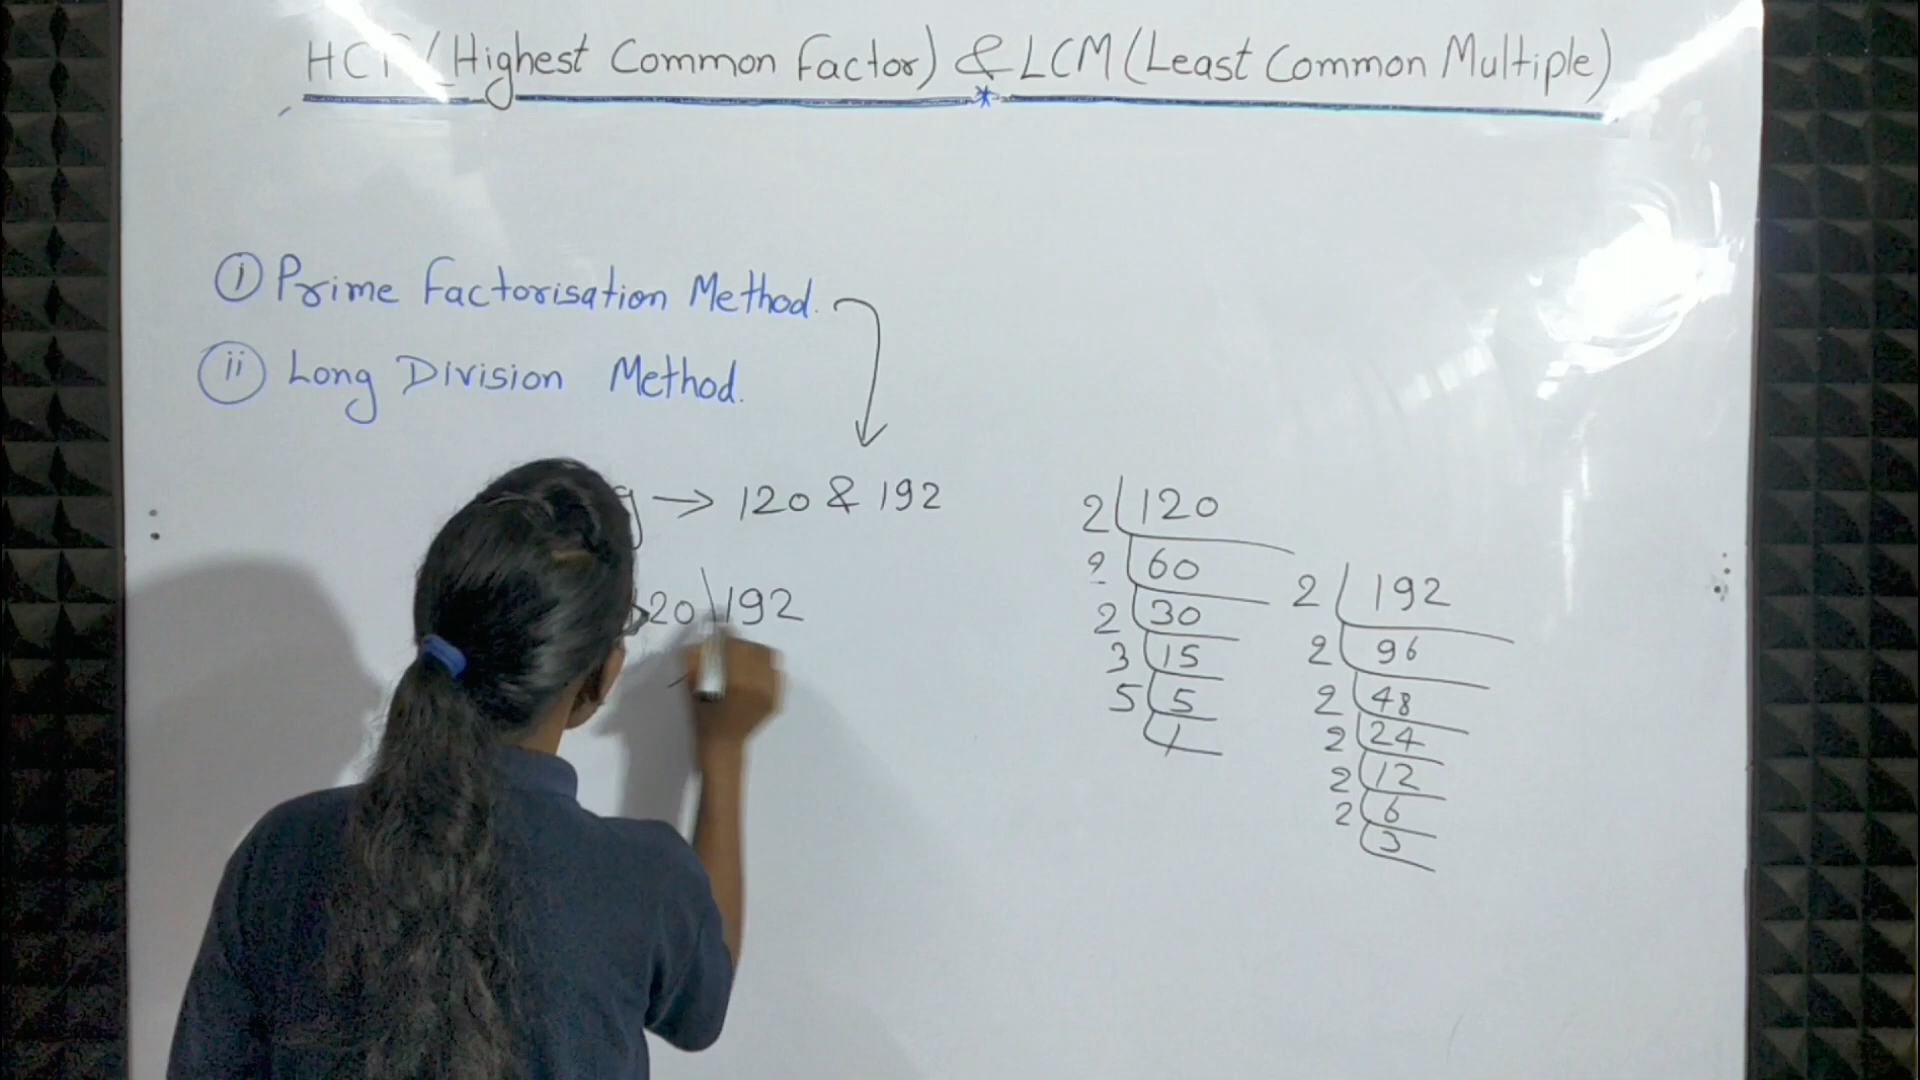 HCF (Highest Common Factor) & LCM (Least Common Multiple)
*
(i) Prime Factorisation Method.
(ii) Long Division Method.
→ 120 & 192
120 \ 192
2 | 120
2 | 60
2 | 30
3 | 15
5 | 5
1
2 | 192
2 | 96
2 | 48
2 | 24
2 | 12
2 | 6
3